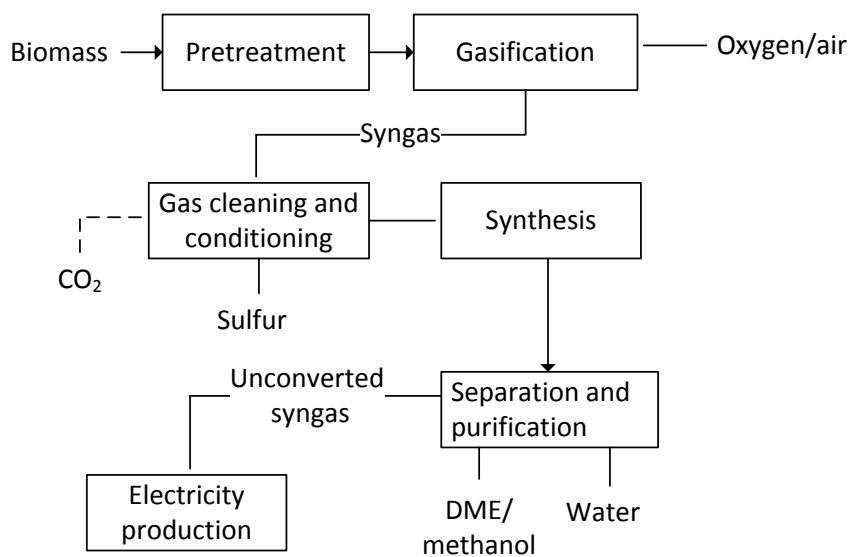 Biomass
Pretreatment
Gasification
Oxygen/air
Syngas
Gas cleaning and
conditioning
Synthesis
CO₂
Sulfur
Unconverted
syngas
Separation and
purification
Electricity
production
DME/
methanol
Water